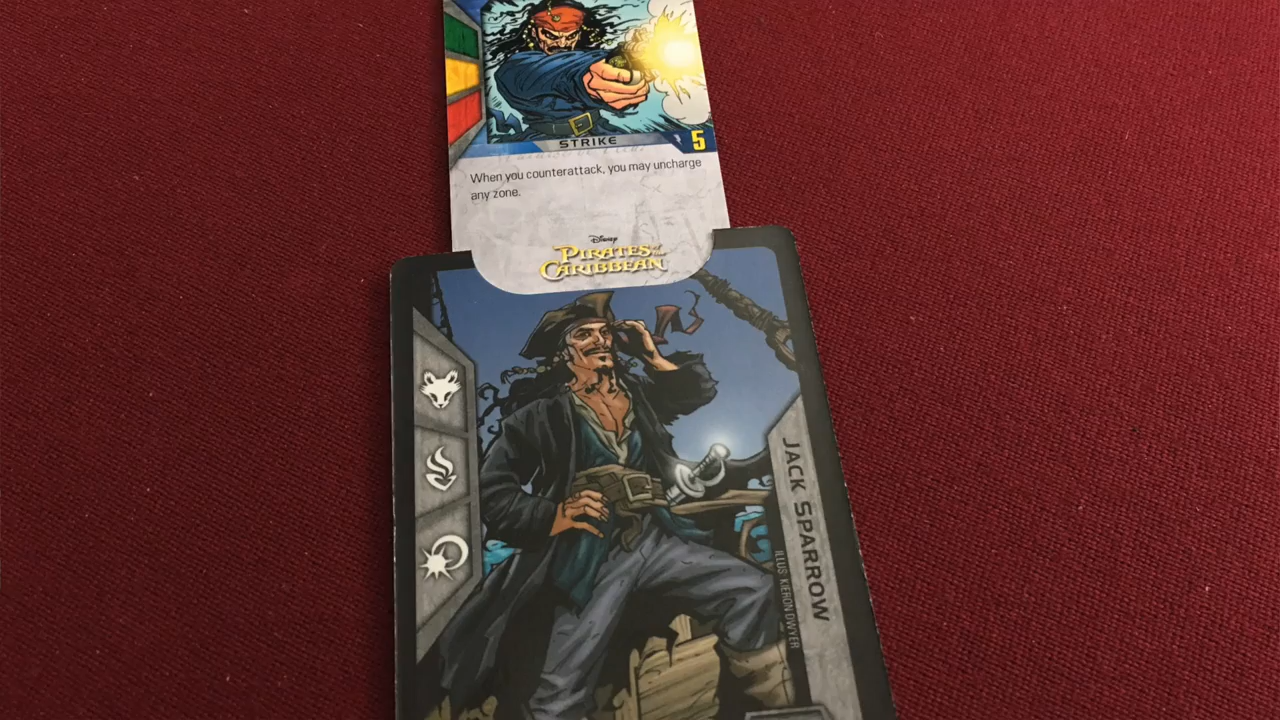 STRIKE
5
When you counterattack, you may uncharge
any zone.
Disney
PIRATES of the
CARIBBEAN
JACK SPARROW
ILLUS: KIERON DWYER